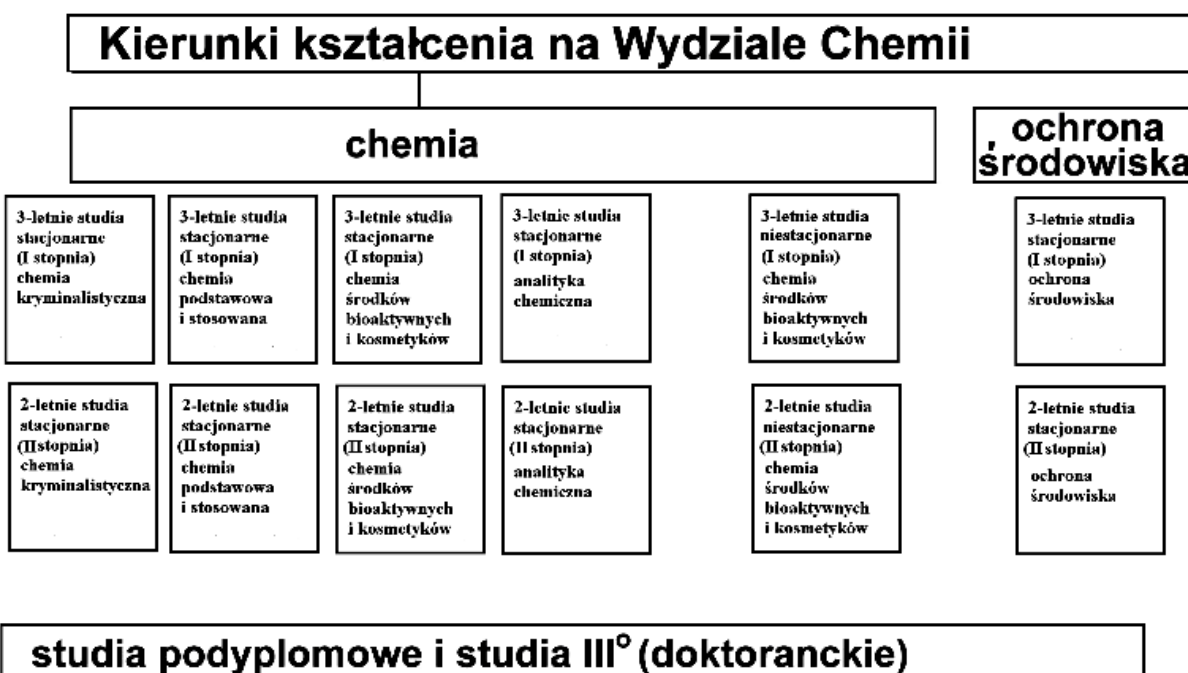 Kierunki kształcenia na Wydziale Chemii
chemia
ochrona
środowiska
3-letnie studia
stacjonarne
(I stopnia)
chemia
kryminalistyczna
3-letnie studia
stacjonarne
(I stopnia)
chemia
podstawowa
i stosowana
3-letnie studia
stacjonarne
(I stopnia)
chemia
środków
bioaktywnych
i kosmetyków
3-letnie studia
stacjonarne
(I stopnia)
analityka
chemiczna
3-letnie studia
niestacjonarne
(I stopnia)
chemia
środków
bioaktywnych
i kosmetyków
3-letnie studia
stacjonarne
(I stopnia)
ochrona
środowiska
2-letnie studia
stacjonarne
(II stopnia)
chemia
kryminalistyczna
2-letnie studia
stacjonarne
(II stopnia)
chemia
podstawowa
i stosowana
2-letnie studia
stacjonarne
(II stopnia)
chemia
środków
bioaktywnych
i kosmetyków
2-letnie studia
stacjonarne
(II stopnia)
analityka
chemiczna
2-letnie studia
niestacjonarne
(II stopnia)
chemia
środków
bioaktywnych
i kosmetyków
2-letnie studia
stacjonarne
(II stopnia)
ochrona
środowiska
studia podyplomowe i studia III° (doktoranckie)